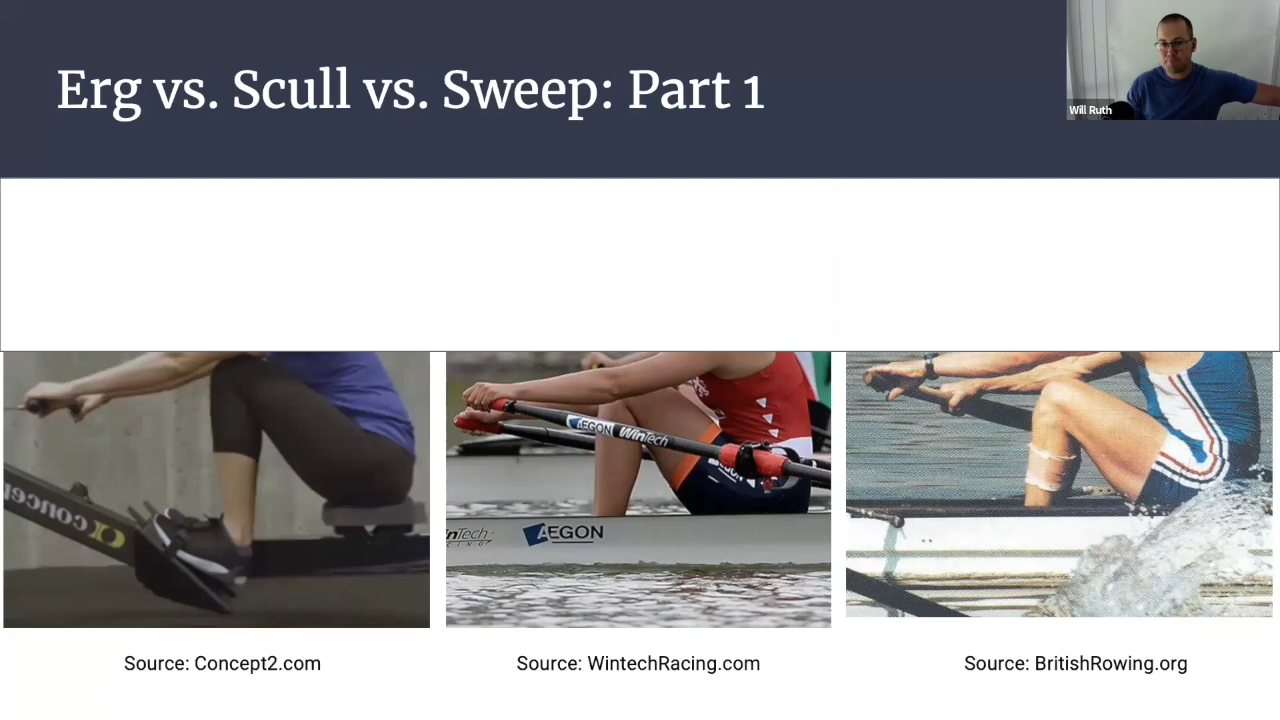 Erg vs. Scull vs. Sweep: Part 1
Will Ruth
AEGON WinTech
AEGON
Source: Concept2.com
Source: WintechRacing.com
Source: BritishRowing.org